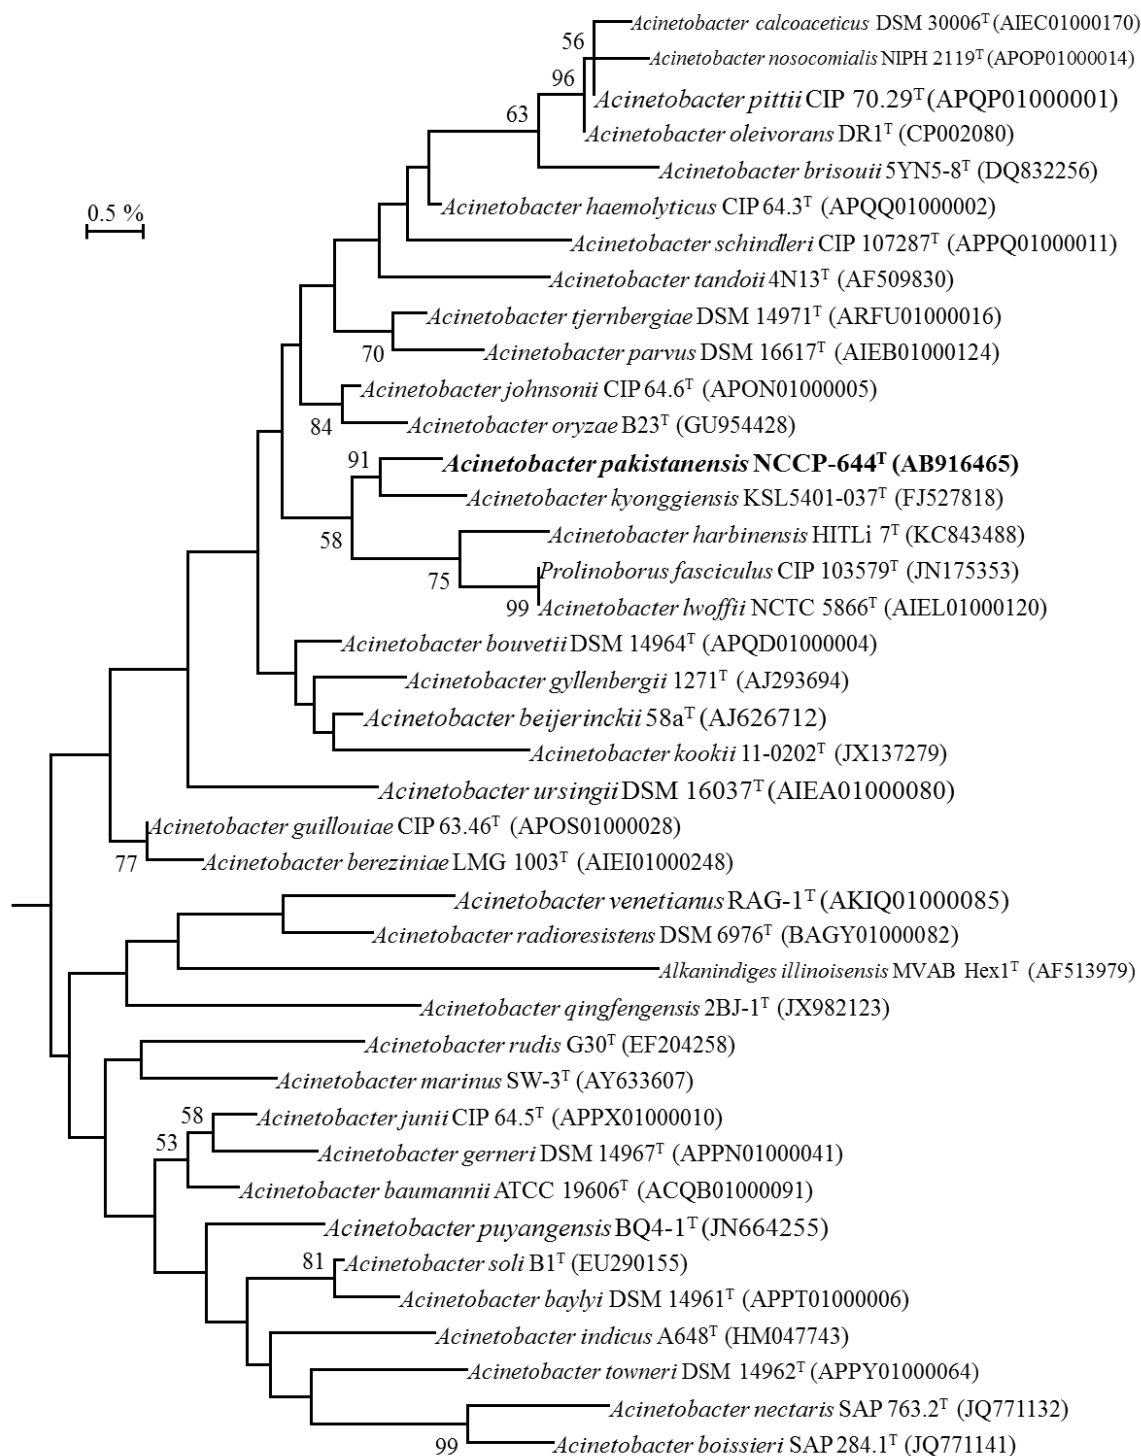 Acinetobacter calcoaceticus DSM 30006ᵀ (AIEC01000170)
56
Acinetobacter nosocomialis NIPH 2119ᵀ (APOP01000014)
96
Acinetobacter pittii CIP 70.29ᵀ (APQP01000001)
63
Acinetobacter oleivorans DR1ᵀ (CP002080)
Acinetobacter brisouii 5YN5-8ᵀ (DQ832256)
Acinetobacter haemolyticus CIP 64.3ᵀ (APQQ01000002)
0.5 %
Acinetobacter schindleri CIP 107287ᵀ (APPQ01000011)
Acinetobacter tandoii 4N13ᵀ (AF509830)
Acinetobacter tjernbergiae DSM 14971ᵀ (ARFU01000016)
70
Acinetobacter parvus DSM 16617ᵀ (AIEB01000124)
Acinetobacter johnsonii CIP 64.6ᵀ (APON01000005)
84
Acinetobacter oryzae B23ᵀ (GU954428)
91
Acinetobacter pakistanensis NCCP-644ᵀ (AB916465)
Acinetobacter kyonggiensis KSL5401-037ᵀ (FJ527818)
58
Acinetobacter harbinensis HITLi 7ᵀ (KC843488)
75
Prolinoborus fasciculus CIP 103579ᵀ (JN175353)
99
Acinetobacter lwoffii NCTC 5866ᵀ (AIEL01000120)
Acinetobacter bouvetii DSM 14964ᵀ (APQD01000004)
Acinetobacter gyllenbergii 1271ᵀ (AJ293694)
Acinetobacter beijerinckii 58aᵀ (AJ626712)
Acinetobacter kookii 11-0202ᵀ (JX137279)
Acinetobacter ursingii DSM 16037ᵀ (AIEA01000080)
Acinetobacter guillouiae CIP 63.46ᵀ (APOS01000028)
77
Acinetobacter bereziniae LMG 1003ᵀ (AIEI01000248)
Acinetobacter venetianus RAG-1ᵀ (AKIQ01000085)
Acinetobacter radioresistens DSM 6976ᵀ (BAGY01000082)
Alkanindiges illinoisensis MVAB Hex1ᵀ (AF513979)
Acinetobacter qingfengensis 2BJ-1ᵀ (JX982123)
Acinetobacter rudis G30ᵀ (EF204258)
Acinetobacter marinus SW-3ᵀ (AY633607)
58
Acinetobacter junii CIP 64.5ᵀ (APPX01000010)
53
Acinetobacter gerneri DSM 14967ᵀ (APPN01000041)
Acinetobacter baumannii ATCC 19606ᵀ (ACQB01000091)
Acinetobacter puyangensis BQ4-1ᵀ (JN664255)
81
Acinetobacter soli B1ᵀ (EU290155)
Acinetobacter baylyi DSM 14961ᵀ (APPT01000006)
Acinetobacter indicus A648ᵀ (HM047743)
Acinetobacter towneri DSM 14962ᵀ (APPY01000064)
Acinetobacter nectaris SAP 763.2ᵀ (JQ771132)
99
Acinetobacter boissieri SAP 284.1ᵀ (JQ771141)